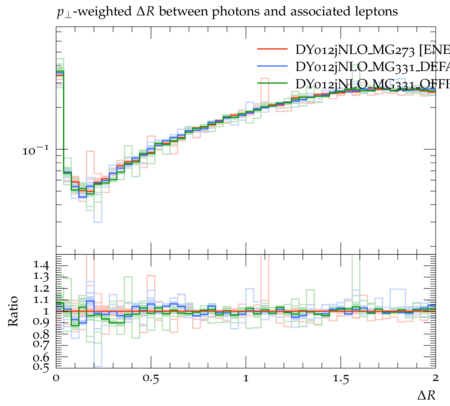 p⊥-weighted ΔR between photons and associated leptons
DY012jNLO_MG273 [ENE
DY012jNLO_MG331_DEFA
DY012jNLO_MG331_OFFI
10⁻¹
1.4
1.3
1.2
1.1
1
0.9
0.8
0.7
0.6
0.5
Ratio
0 0.5 1 1.5 2
ΔR